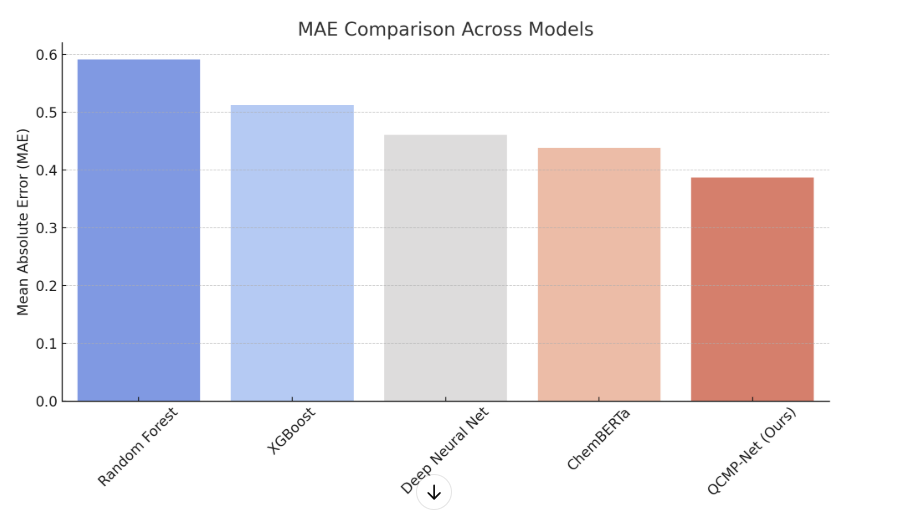 MAE Comparison Across Models
Mean Absolute Error (MAE)
0.6
0.5
0.4
0.3
0.2
0.1
0.0
Random Forest
XGBoost
Deep Neural Net
ChemBERTa
QCMP-Net (Ours)